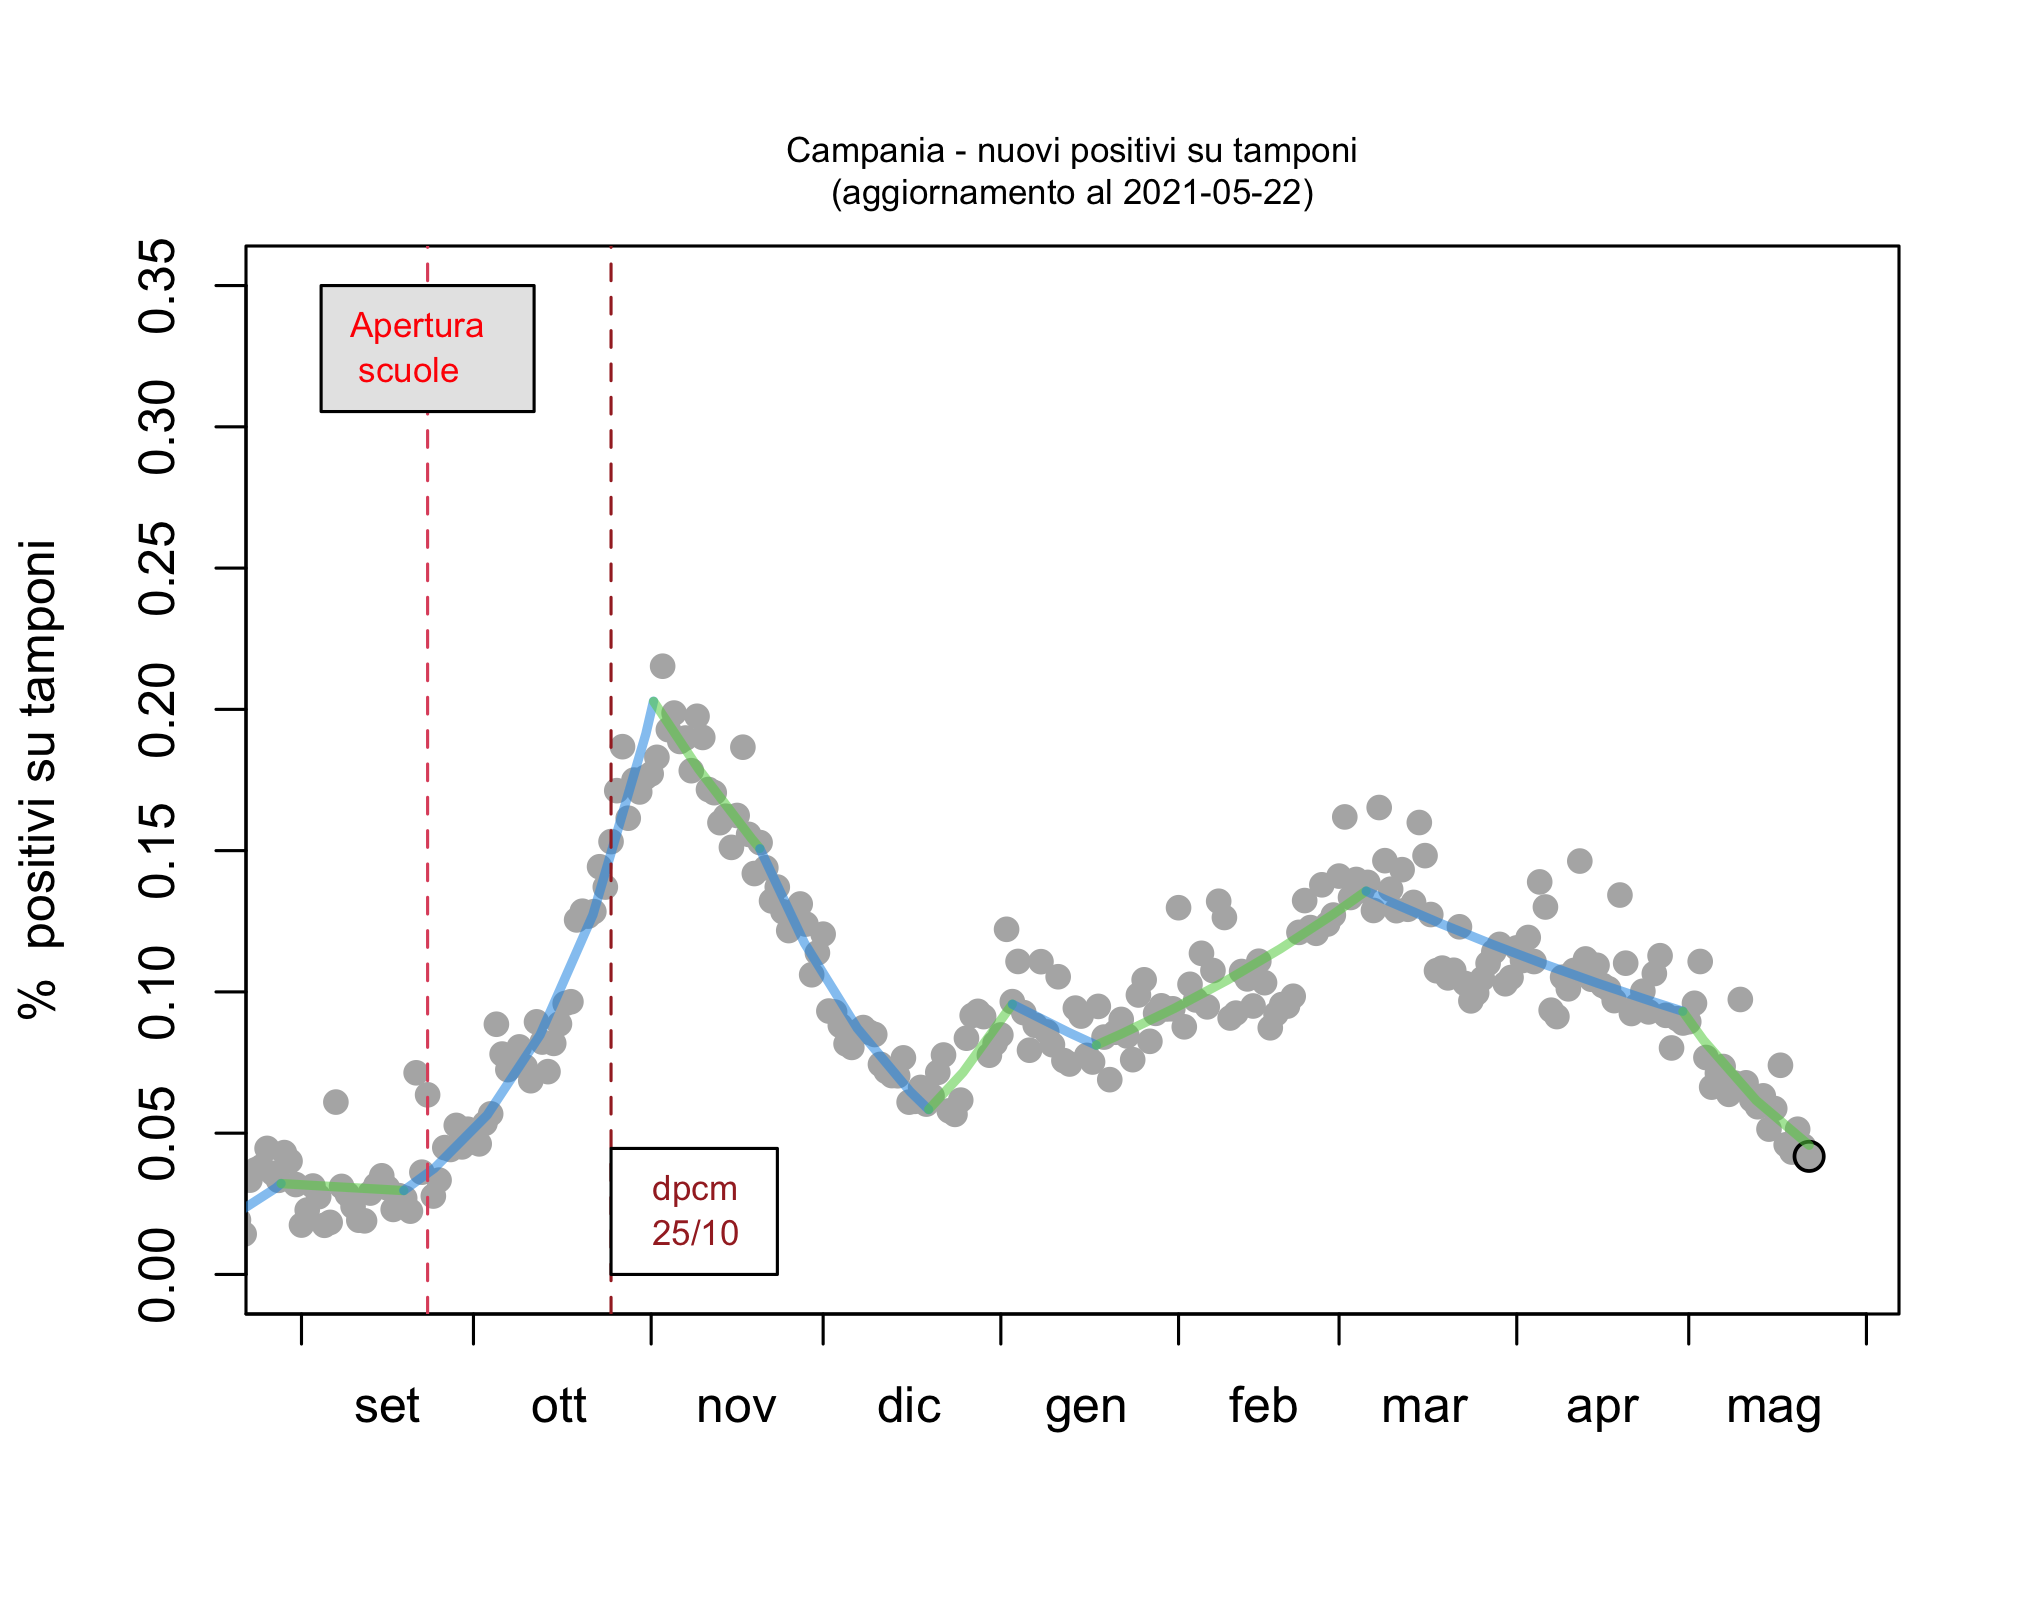 Campania - nuovi positivi su tamponi
(aggiornamento al 2021-05-22)
% positivi su tamponi
0.35
0.30
0.25
0.20
0.15
0.10
0.05
0.00
Apertura
scuole
dpcm
25/10
set ott nov dic gen feb mar apr mag